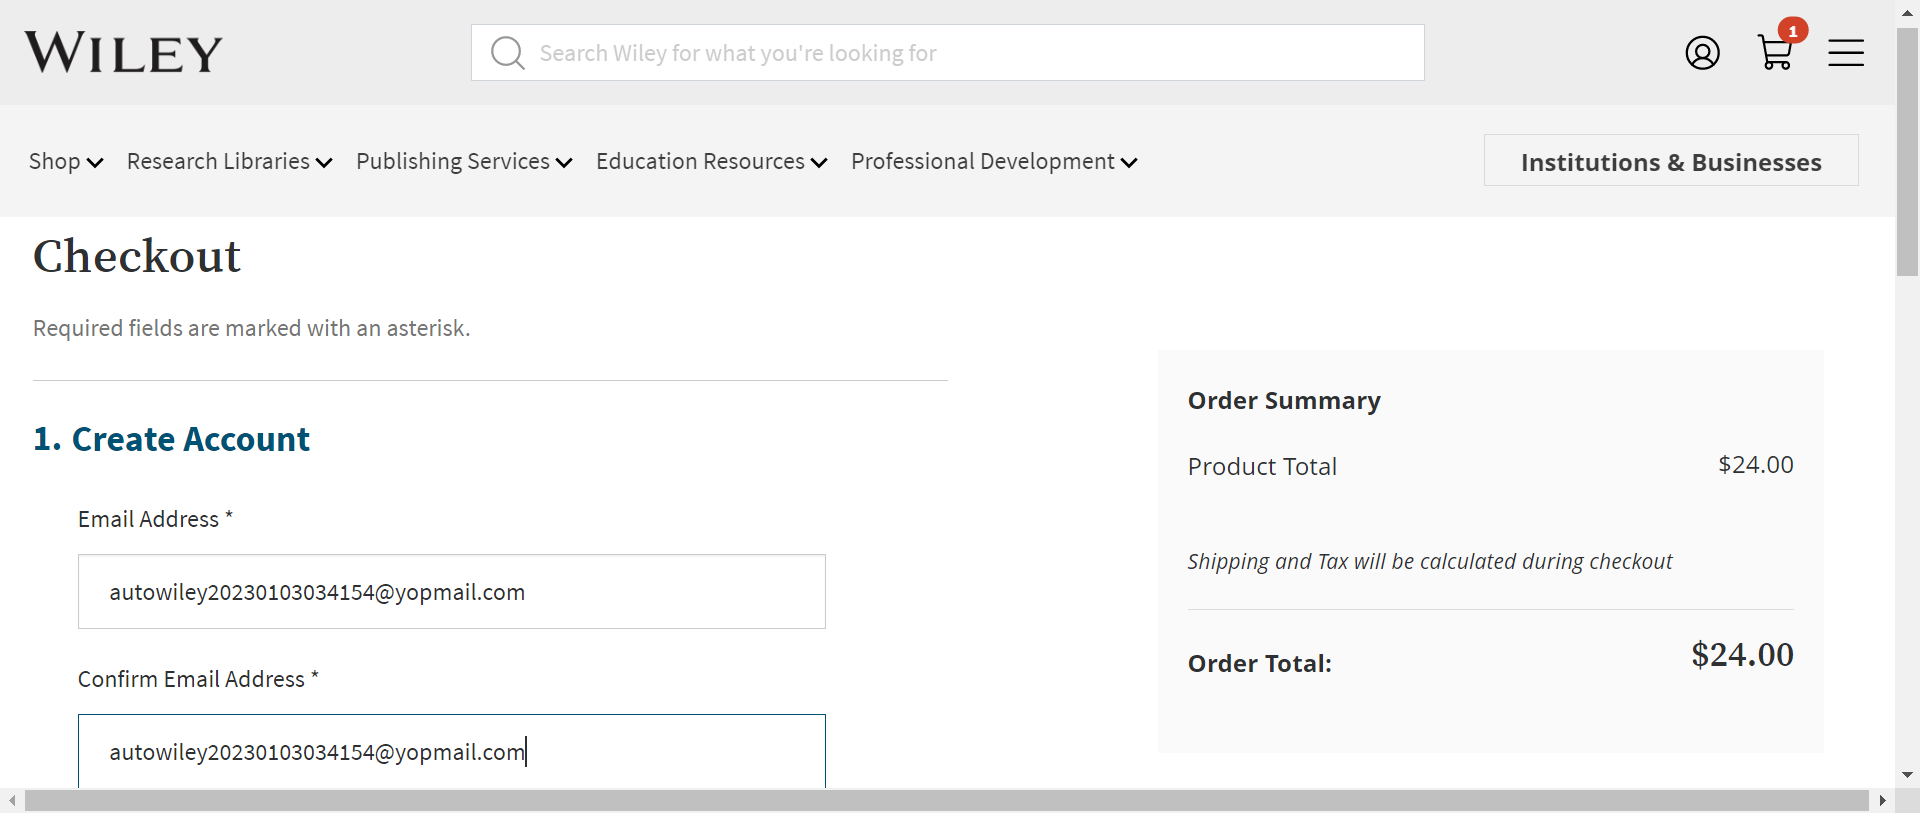 WILEY
Search Wiley for what you're looking for
1
Shop Research Libraries Publishing Services Education Resources Professional Development
Institutions & Businesses
Checkout
Required fields are marked with an asterisk.
1. Create Account
Email Address *
autowiley20230103034154@yopmail.com
Confirm Email Address *
autowiley20230103034154@yopmail.com
Order Summary
Product Total $24.00
Shipping and Tax will be calculated during checkout
Order Total: $24.00